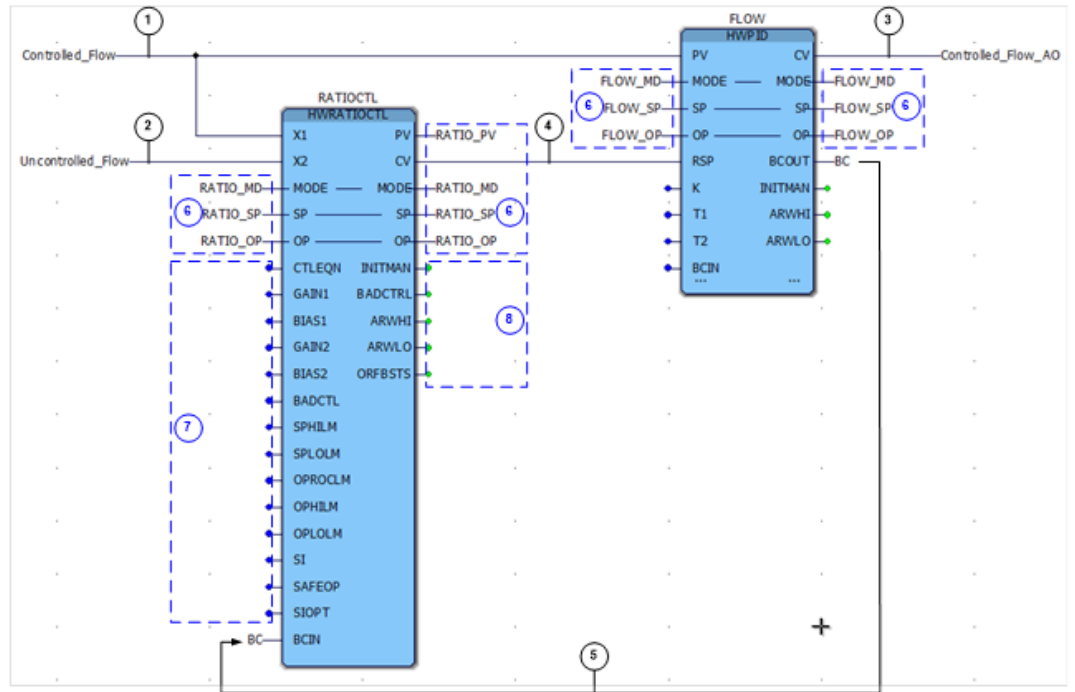 1
3
FLOW
HWPID
Controlled_Flow
PV CV
Controlled_Flow_AO
FLOW_MD MODE MODE FLOW_MD
6 FLOW_SP SP SP FLOW_SP 6
FLOW_OP OP OP FLOW_OP
RSP BCOUT BC
K INITMAN
T1 ARWHI
T2 ARWLO
BCIN
... ...
RATIOCTL
HWRATIOCTL
2
4
X1 PV RATIO_PV
Uncontrolled_Flow X2 CV
RATIO_MD MODE MODE RATIO_MD
6 RATIO_SP SP SP RATIO_SP 6
RATIO_OP OP OP RATIO_OP
CTLEQN INITMAN
GAIN1 BADCTRL
BIAS1 ARWHI
8
GAIN2 ARWLO
BIAS2 ORFBSTS
BADCTL
7
SPHILM
SPLOLM
OPROCLM
OPHILM
OPLOLM
SI
SAFEOP
SIOPT
BC BCIN
5